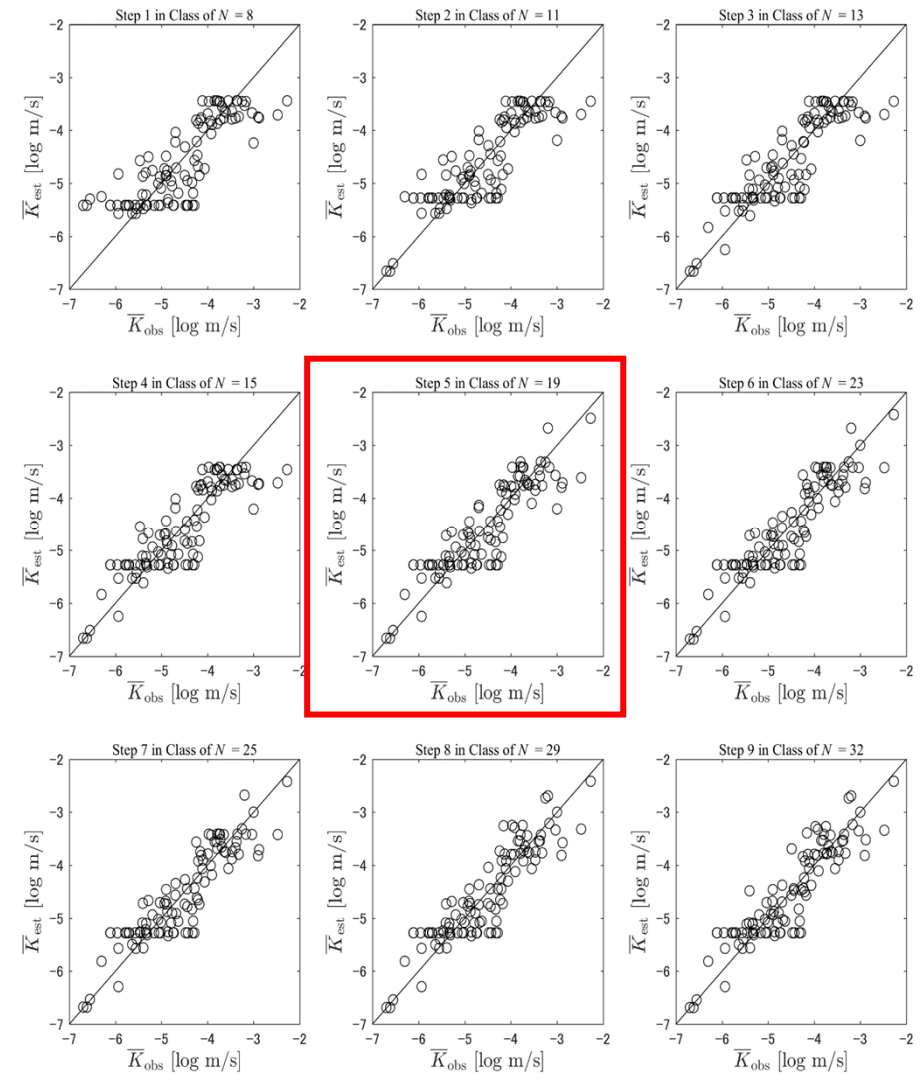 Step 1 in Class of N = 8
Step 2 in Class of N = 11
Step 3 in Class of N = 13
-2 -3 -4 -5 -6 -7
-2 -3 -4 -5 -6 -7
-2 -3 -4 -5 -6 -7
K̅est [log m/s]
K̅est [log m/s]
K̅est [log m/s]
-7 -6 -5 -4 -3 -2
-7 -6 -5 -4 -3 -2
-7 -6 -5 -4 -3 -2
K̅obs [log m/s]
K̅obs [log m/s]
K̅obs [log m/s]
Step 4 in Class of N = 15
Step 5 in Class of N = 19
Step 6 in Class of N = 23
-2 -3 -4 -5 -6 -7
-2 -3 -4 -5 -6 -7
-2 -3 -4 -5 -6 -7
K̅est [log m/s]
K̅est [log m/s]
K̅est [log m/s]
-7 -6 -5 -4 -3 -2
-7 -6 -5 -4 -3 -2
-7 -6 -5 -4 -3 -2
K̅obs [log m/s]
K̅obs [log m/s]
K̅obs [log m/s]
Step 7 in Class of N = 25
Step 8 in Class of N = 29
Step 9 in Class of N = 32
-2 -3 -4 -5 -6 -7
-2 -3 -4 -5 -6 -7
-2 -3 -4 -5 -6 -7
K̅est [log m/s]
K̅est [log m/s]
K̅est [log m/s]
-7 -6 -5 -4 -3 -2
-7 -6 -5 -4 -3 -2
-7 -6 -5 -4 -3 -2
K̅obs [log m/s]
K̅obs [log m/s]
K̅obs [log m/s]